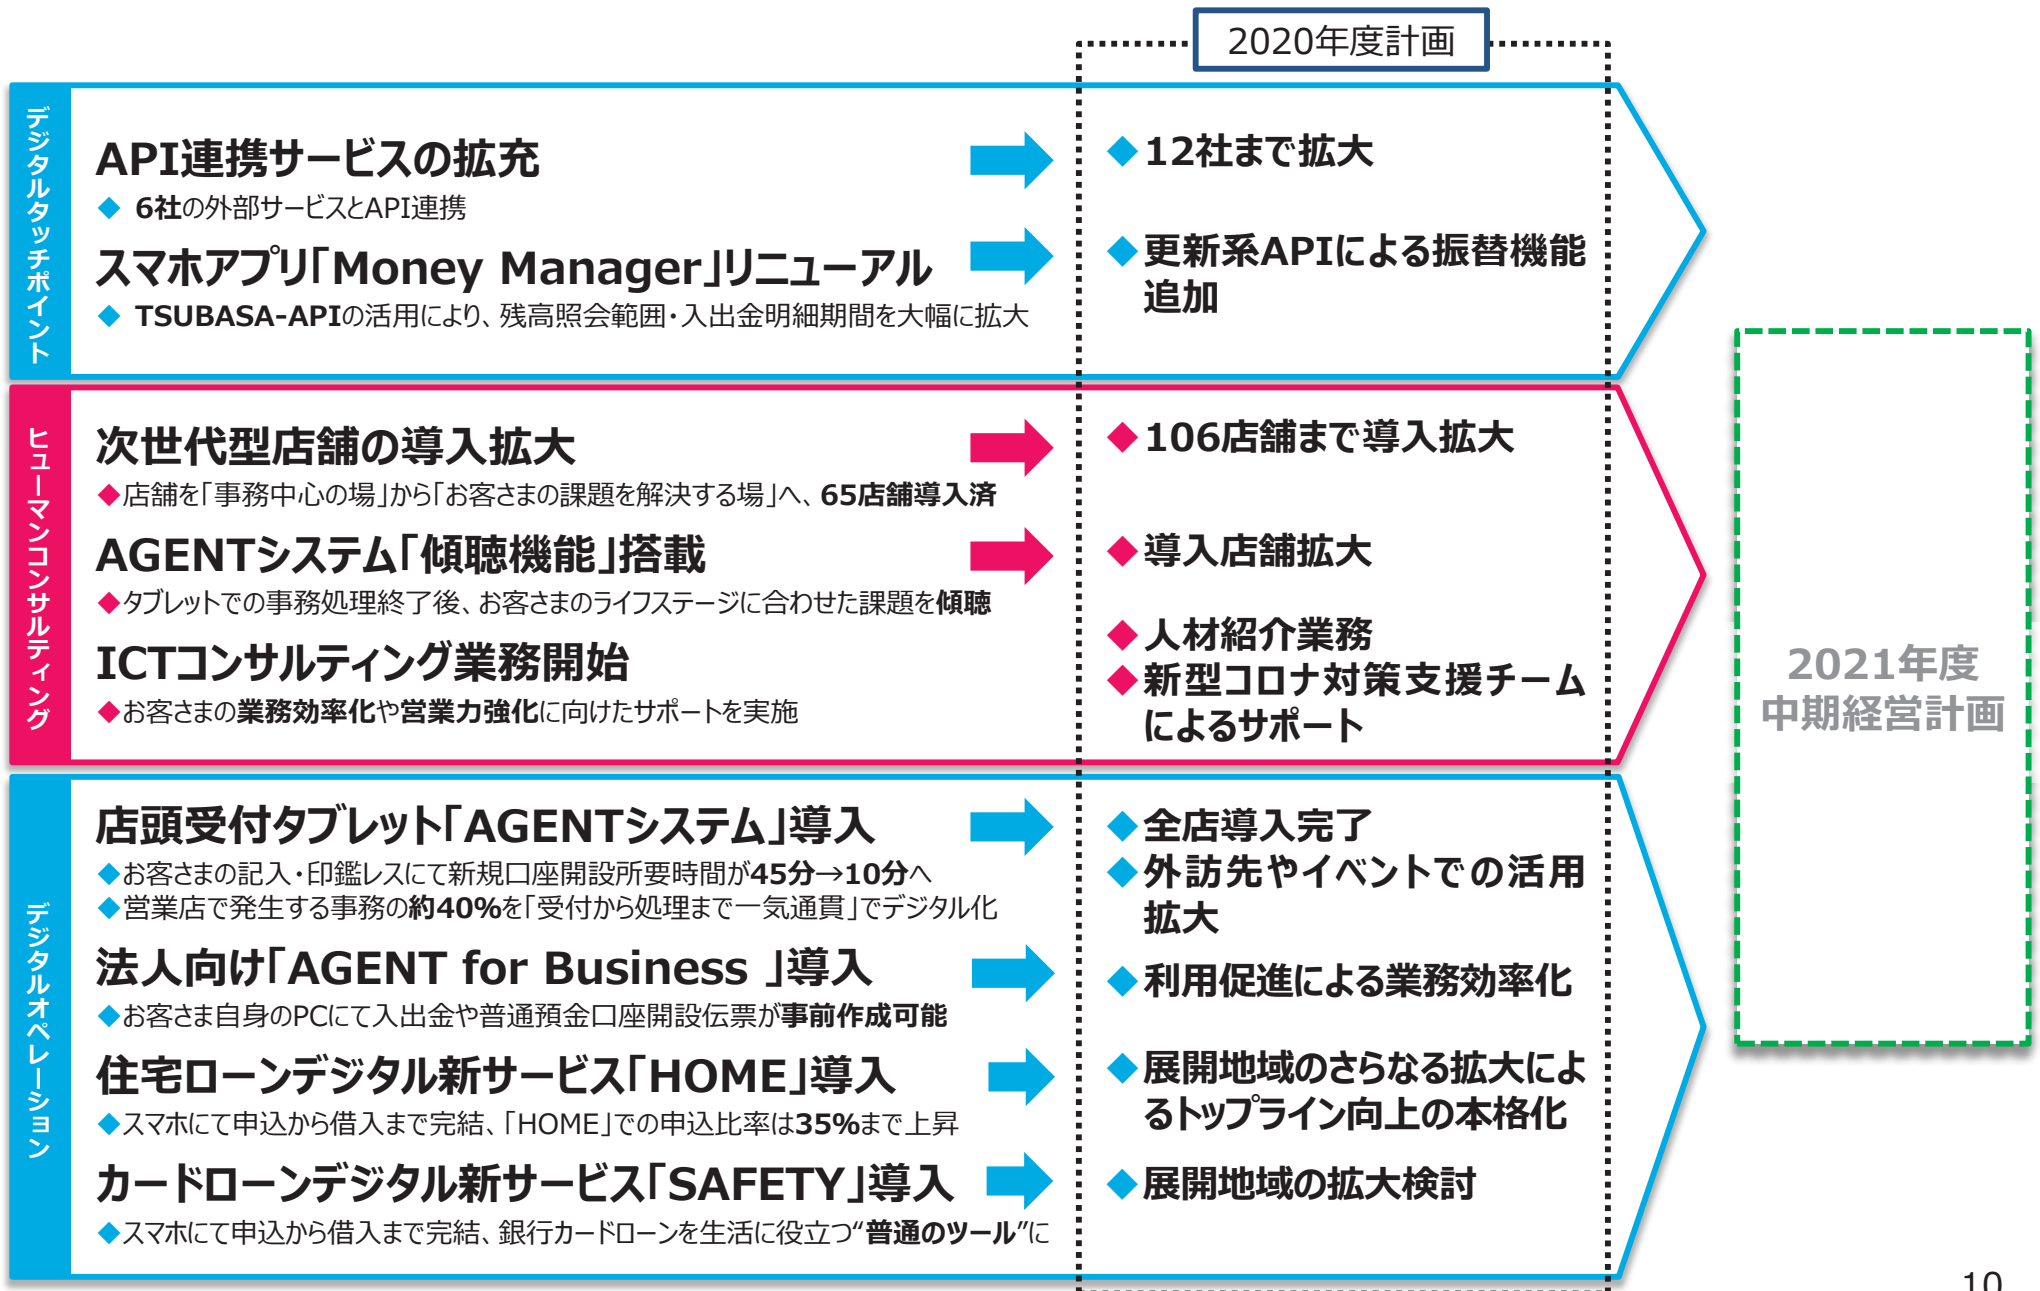 2020年度計画
デジタルタッチポイント
API連携サービスの拡充
◆ 6社の外部サービスとAPI連携
スマホアプリ「Money Manager」リニューアル
◆ TSUBASA-APIの活用により、残高照会範囲・入出金明細期間を大幅に拡大
◆12社まで拡大
◆更新系APIによる振替機能
追加
ヒューマンコンサルティング
次世代型店舗の導入拡大
◆店舗を「事務中心の場」から「お客さまの課題を解決する場」へ、65店舗導入済
AGENTシステム「傾聴機能」搭載
◆タブレットでの事務処理終了後、お客さまのライフステージに合わせた課題を傾聴
ICTコンサルティング業務開始
◆お客さまの業務効率化や営業力強化に向けたサポートを実施
◆106店舗まで導入拡大
◆導入店舗拡大
◆人材紹介業務
◆新型コロナ対策支援チーム
によるサポート
デジタルオペレーション
店頭受付タブレット「AGENTシステム」導入
◆お客さまの記入・印鑑レスにて新規口座開設所要時間が45分→10分へ
◆営業店で発生する事務の約40%を「受付から処理まで一気通貫」でデジタル化
法人向け「AGENT for Business 」導入
◆お客さま自身のPCにて入出金や普通預金口座開設伝票が事前作成可能
住宅ローンデジタル新サービス「HOME」導入
◆スマホにて申込から借入まで完結、「HOME」での申込比率は35%まで上昇
カードローンデジタル新サービス「SAFETY」導入
◆スマホにて申込から借入まで完結、銀行カードローンを生活に役立つ“普通のツール”に
◆全店導入完了
◆外訪先やイベントでの活用
拡大
◆利用促進による業務効率化
◆展開地域のさらなる拡大によ
るトップライン向上の本格化
◆展開地域の拡大検討
2021年度
中期経営計画
10